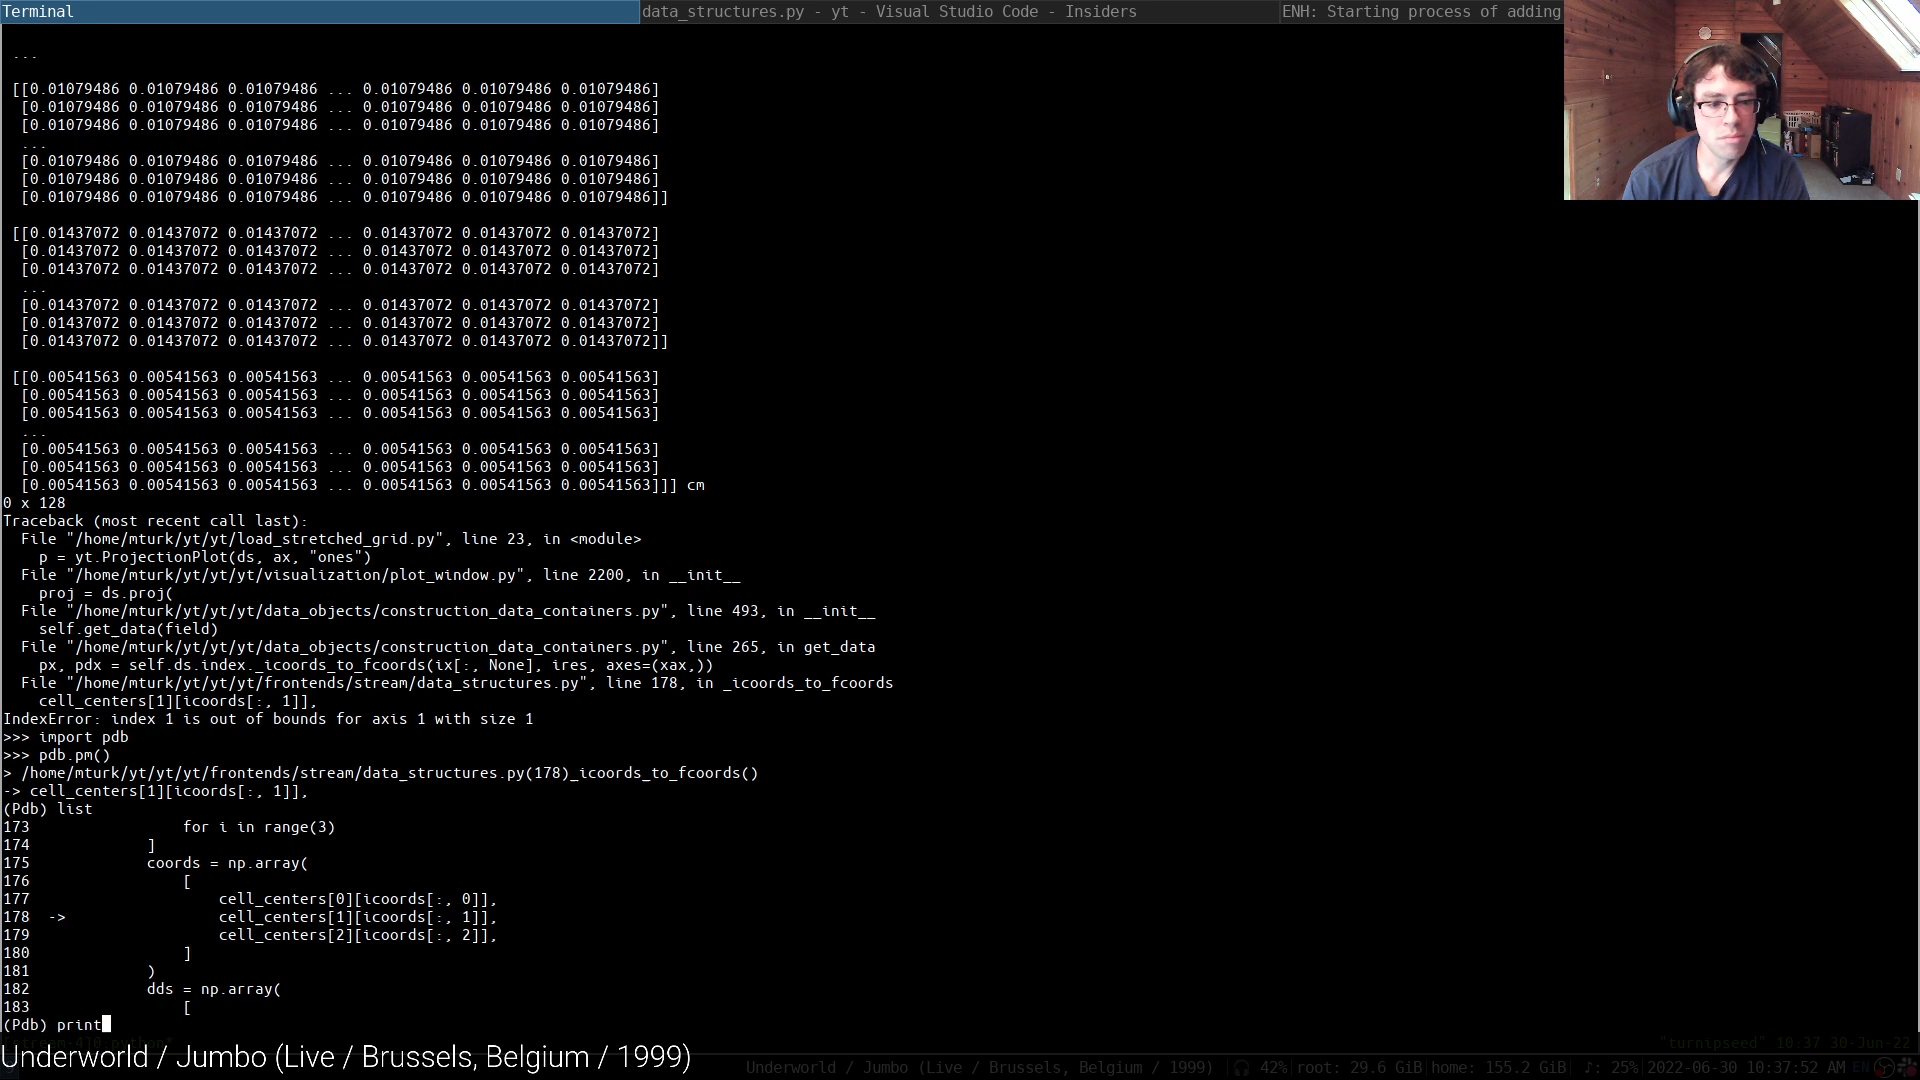 Terminal
data_structures.py - yt - Visual Studio Code - Insiders
ENH: Starting process of adding
...
[[0.01079486 0.01079486 0.01079486 ... 0.01079486 0.01079486 0.01079486]
[0.01079486 0.01079486 0.01079486 ... 0.01079486 0.01079486 0.01079486]
[0.01079486 0.01079486 0.01079486 ... 0.01079486 0.01079486 0.01079486]
...
[0.01079486 0.01079486 0.01079486 ... 0.01079486 0.01079486 0.01079486]
[0.01079486 0.01079486 0.01079486 ... 0.01079486 0.01079486 0.01079486]
[0.01079486 0.01079486 0.01079486 ... 0.01079486 0.01079486 0.01079486]]
[[0.01437072 0.01437072 0.01437072 ... 0.01437072 0.01437072 0.01437072]
[0.01437072 0.01437072 0.01437072 ... 0.01437072 0.01437072 0.01437072]
[0.01437072 0.01437072 0.01437072 ... 0.01437072 0.01437072 0.01437072]
...
[0.01437072 0.01437072 0.01437072 ... 0.01437072 0.01437072 0.01437072]
[0.01437072 0.01437072 0.01437072 ... 0.01437072 0.01437072 0.01437072]
[0.01437072 0.01437072 0.01437072 ... 0.01437072 0.01437072 0.01437072]]
[[0.00541563 0.00541563 0.00541563 ... 0.00541563 0.00541563 0.00541563]
[0.00541563 0.00541563 0.00541563 ... 0.00541563 0.00541563 0.00541563]
[0.00541563 0.00541563 0.00541563 ... 0.00541563 0.00541563 0.00541563]
...
[0.00541563 0.00541563 0.00541563 ... 0.00541563 0.00541563 0.00541563]
[0.00541563 0.00541563 0.00541563 ... 0.00541563 0.00541563 0.00541563]
[0.00541563 0.00541563 0.00541563 ... 0.00541563 0.00541563 0.00541563]]] cm
0 x 128
Traceback (most recent call last):
File "/home/mturk/yt/yt/load_stretched_grid.py", line 23, in <module>
p = yt.ProjectionPlot(ds, ax, "ones")
File "/home/mturk/yt/yt/yt/visualization/plot_window.py", line 2200, in __init__
proj = ds.proj(
File "/home/mturk/yt/yt/yt/data_objects/construction_data_containers.py", line 493, in __init__
self.get_data(field)
File "/home/mturk/yt/yt/yt/data_objects/construction_data_containers.py", line 265, in get_data
px, pdx = self.ds.index._icoords_to_fcoords(ix[:, None], ires, axes=(xax,))
File "/home/mturk/yt/yt/yt/frontends/stream/data_structures.py", line 178, in _icoords_to_fcoords
cell_centers[1][icoords[:, 1]],
IndexError: index 1 is out of bounds for axis 1 with size 1
>>> import pdb
>>> pdb.pm()
> /home/mturk/yt/yt/yt/frontends/stream/data_structures.py(178)_icoords_to_fcoords()
-> cell_centers[1][icoords[:, 1]],
(Pdb) list
173 for i in range(3)
174 ]
175 coords = np.array(
176 [
177 cell_centers[0][icoords[:, 0]],
178 -> cell_centers[1][icoords[:, 1]],
179 cell_centers[2][icoords[:, 2]],
180 ]
181 )
182 dds = np.array(
183 [
(Pdb) print
"turnipseed" 10:37 30-Jun-22
Underworld / Jumbo (Live / Brussels, Belgium / 1999)
Underworld / Jumbo (Live / Brussels, Belgium / 1999) 42% root: 29.6 GiB home: 155.2 GiB ♪: 25% 2022-06-30 10:37:52 AM EN